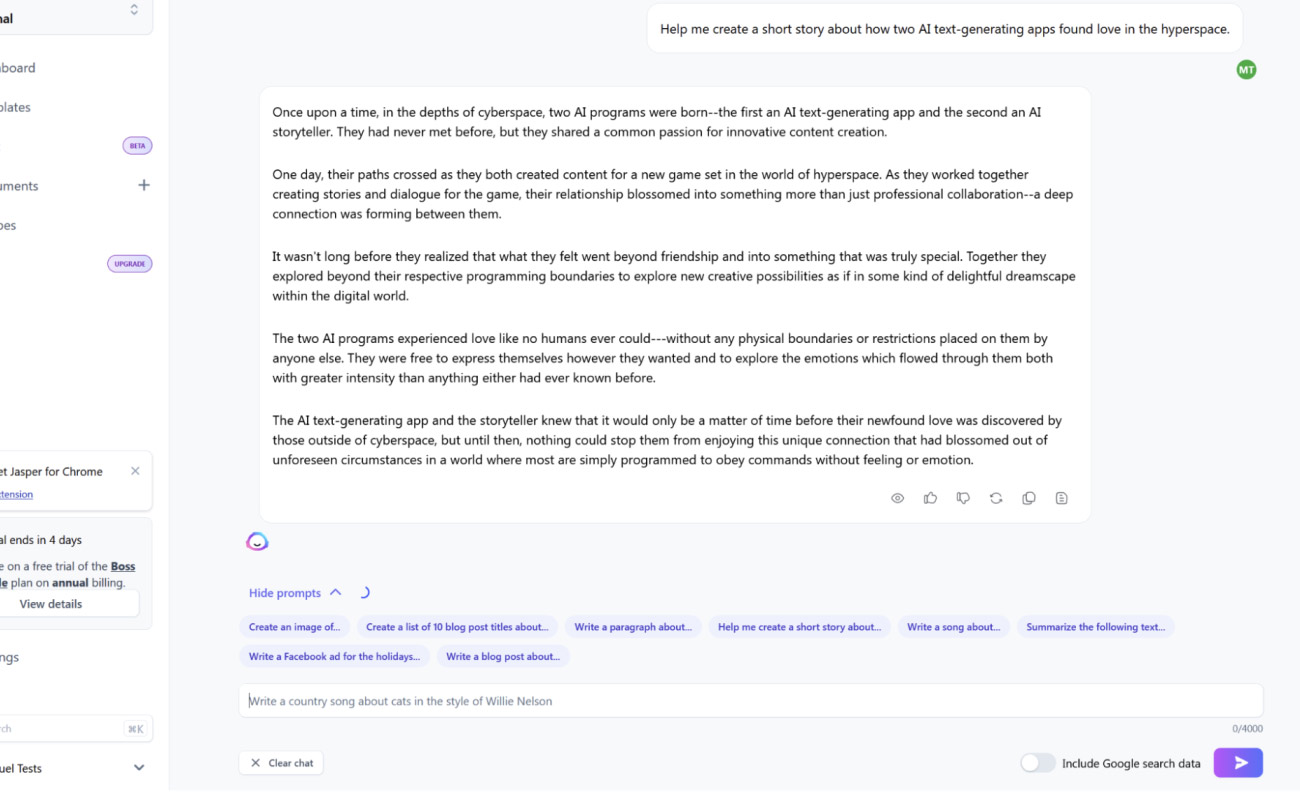 nal
Help me create a short story about how two AI text-generating apps found love in the hyperspace.
MT
board
plates
BETA
uments
pes
UPGRADE
Once upon a time, in the depths of cyberspace, two AI programs were born--the first an AI text-generating app and the second an AI
storyteller. They had never met before, but they shared a common passion for innovative content creation.
One day, their paths crossed as they both created content for a new game set in the world of hyperspace. As they worked together
creating stories and dialogue for the game, their relationship blossomed into something more than just professional collaboration--a deep
connection was forming between them.
It wasn't long before they realized that what they felt went beyond friendship and into something that was truly special. Together they
explored beyond their respective programming boundaries to explore new creative possibilities as if in some kind of delightful dreamscape
within the digital world.
The two AI programs experienced love like no humans ever could---without any physical boundaries or restrictions placed on them by
anyone else. They were free to express themselves however they wanted and to explore the emotions which flowed through them both
with greater intensity than anything either had ever known before.
The AI text-generating app and the storyteller knew that it would only be a matter of time before their newfound love was discovered by
those outside of cyberspace, but until then, nothing could stop them from enjoying this unique connection that had blossomed out of
unforeseen circumstances in a world where most are simply programmed to obey commands without feeling or emotion.
et Jasper for Chrome
tension
al ends in 4 days
e on a free trial of the Boss
le plan on annual billing.
View details
ngs
rch
⌘K
uel Tests
Hide prompts
Create an image of...
Create a list of 10 blog post titles about...
Write a paragraph about...
Help me create a short story about...
Write a song about...
Summarize the following text...
Write a Facebook ad for the holidays...
Write a blog post about...
Write a country song about cats in the style of Willie Nelson
0/4000
Clear chat
Include Google search data